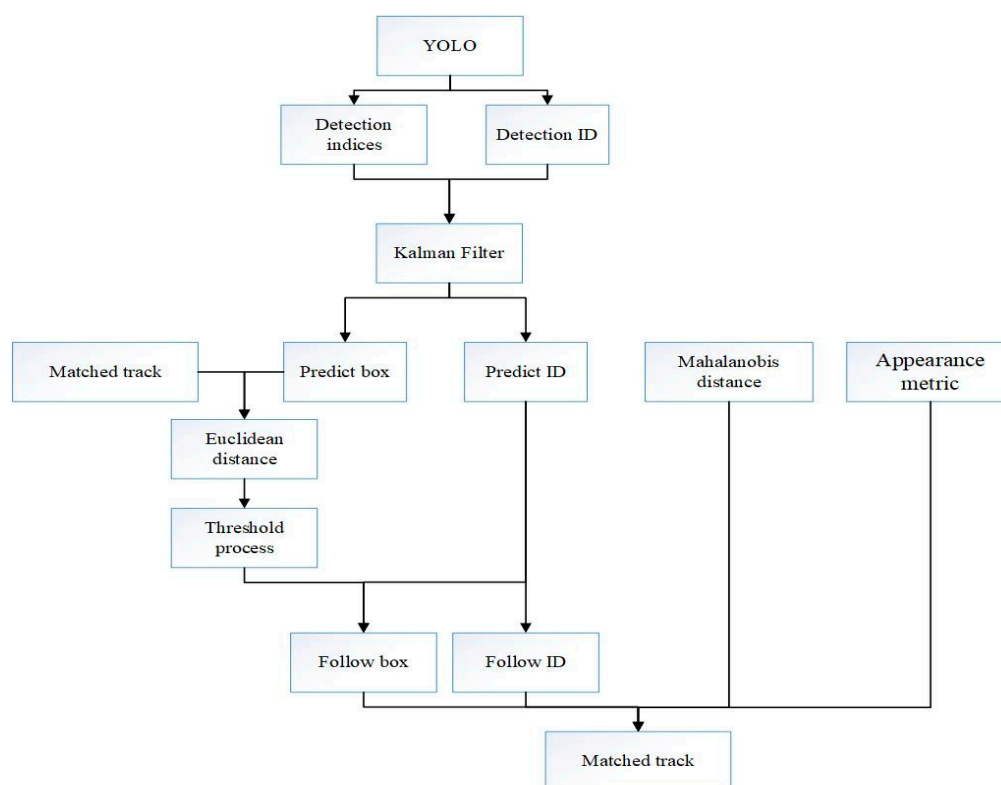 YOLO
Detection
indices
Detection ID
Kalman Filter
Matched track
Predict box
Predict ID
Mahalanobis
distance
Appearance
metric
Euclidean
distance
Threshold
process
Follow box
Follow ID
Matched track